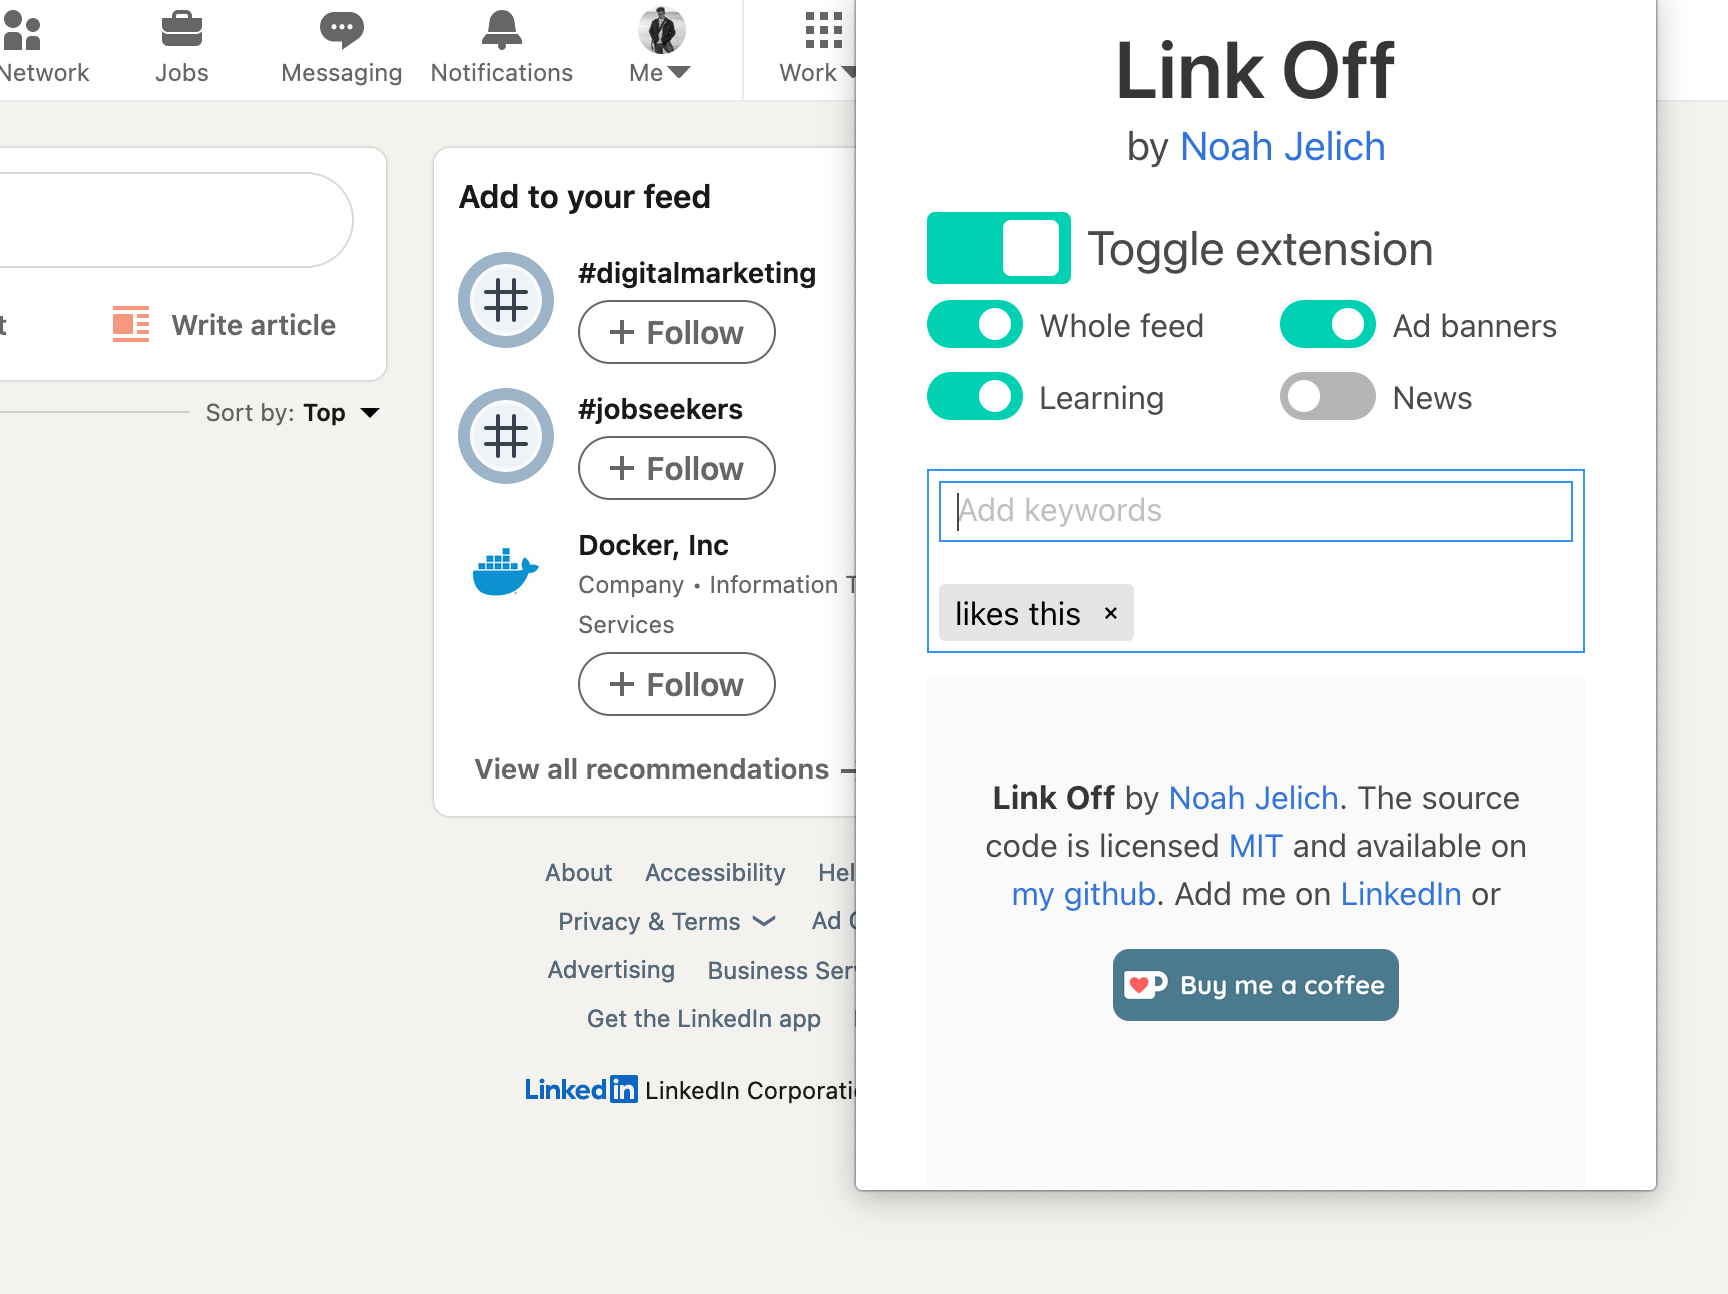 Network
Jobs
Messaging
Notifications
Me
Work
Write article
Sort by: Top
Add to your feed
#digitalmarketing
+ Follow
#jobseekers
+ Follow
Docker, Inc
Company • Information T
Services
+ Follow
View all recommendations →
About Accessibility Hel
Privacy & Terms Ad
Advertising Business Ser
Get the LinkedIn app
LinkedIn LinkedIn Corporati
Link Off
by Noah Jelich
Toggle extension
Whole feed
Ad banners
Learning
News
Add keywords
likes this ×
Link Off by Noah Jelich. The source
code is licensed MIT and available on
my github. Add me on LinkedIn or
Buy me a coffee